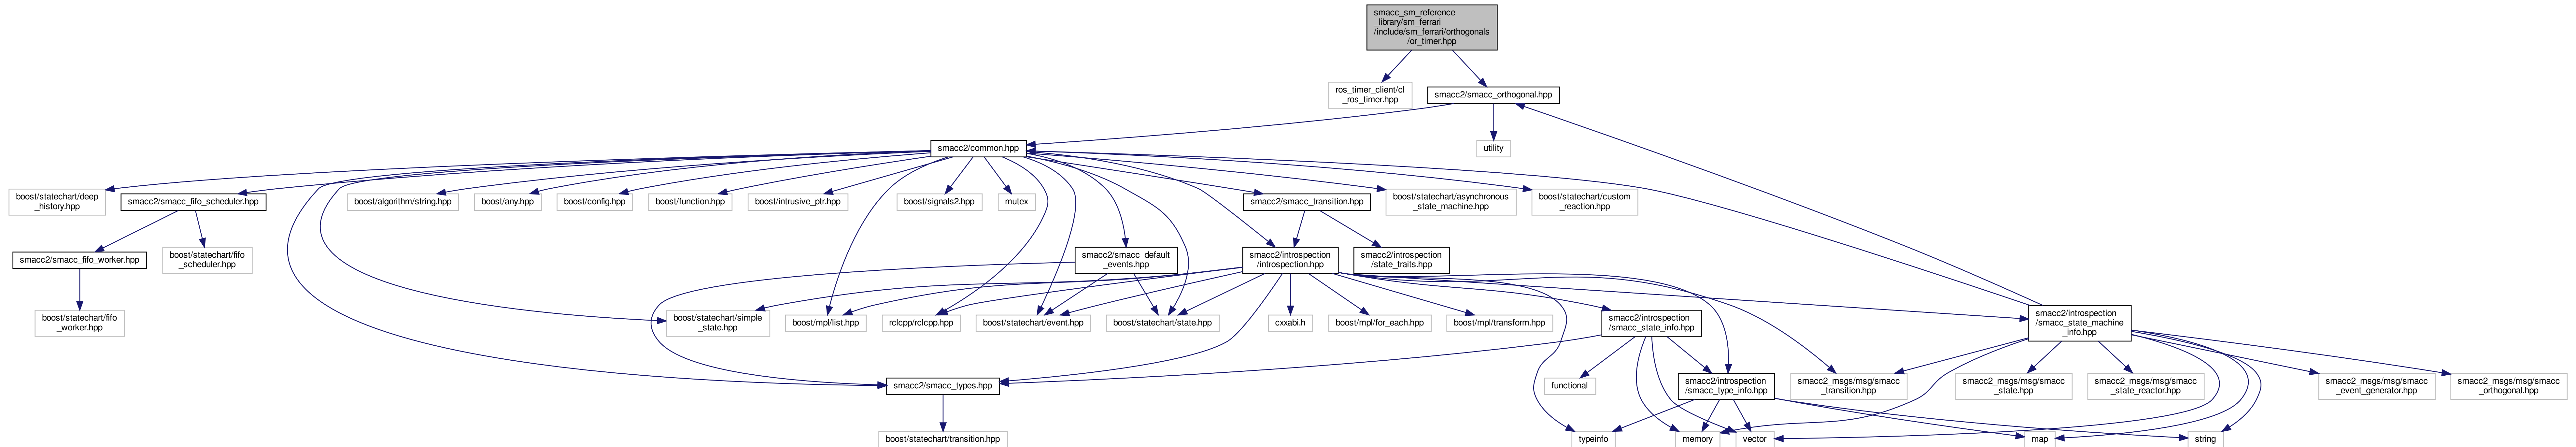 smacc_sm_reference
_library/sm_ferrari
/include/sm_ferrari/orthogonals
/or_timer.hpp
ros_timer_client/cl
_ros_timer.hpp
smacc2/smacc_orthogonal.hpp
smacc2/common.hpp
utility
boost/statechart/deep
_history.hpp
smacc2/smacc_fifo_scheduler.hpp
boost/algorithm/string.hpp
boost/any.hpp
boost/config.hpp
boost/function.hpp
boost/intrusive_ptr.hpp
boost/signals2.hpp
mutex
smacc2/smacc_transition.hpp
boost/statechart/asynchronous
_state_machine.hpp
boost/statechart/custom
_reaction.hpp
smacc2/smacc_fifo_worker.hpp
boost/statechart/fifo
_scheduler.hpp
smacc2/smacc_default
_events.hpp
smacc2/introspection
/introspection.hpp
smacc2/introspection
/state_traits.hpp
boost/statechart/fifo
_worker.hpp
boost/statechart/simple
_state.hpp
boost/mpl/list.hpp
rclcpp/rclcpp.hpp
boost/statechart/event.hpp
boost/statechart/state.hpp
cxxabi.h
boost/mpl/for_each.hpp
boost/mpl/transform.hpp
smacc2/introspection
/smacc_state_info.hpp
smacc2/introspection
/smacc_state_machine
_info.hpp
smacc2/smacc_types.hpp
functional
smacc2/introspection
/smacc_type_info.hpp
smacc2_msgs/msg/smacc
_transition.hpp
smacc2_msgs/msg/smacc
_state.hpp
smacc2_msgs/msg/smacc
_state_reactor.hpp
smacc2_msgs/msg/smacc
_event_generator.hpp
smacc2_msgs/msg/smacc
_orthogonal.hpp
boost/statechart/transition.hpp
typeinfo
memory
vector
map
string